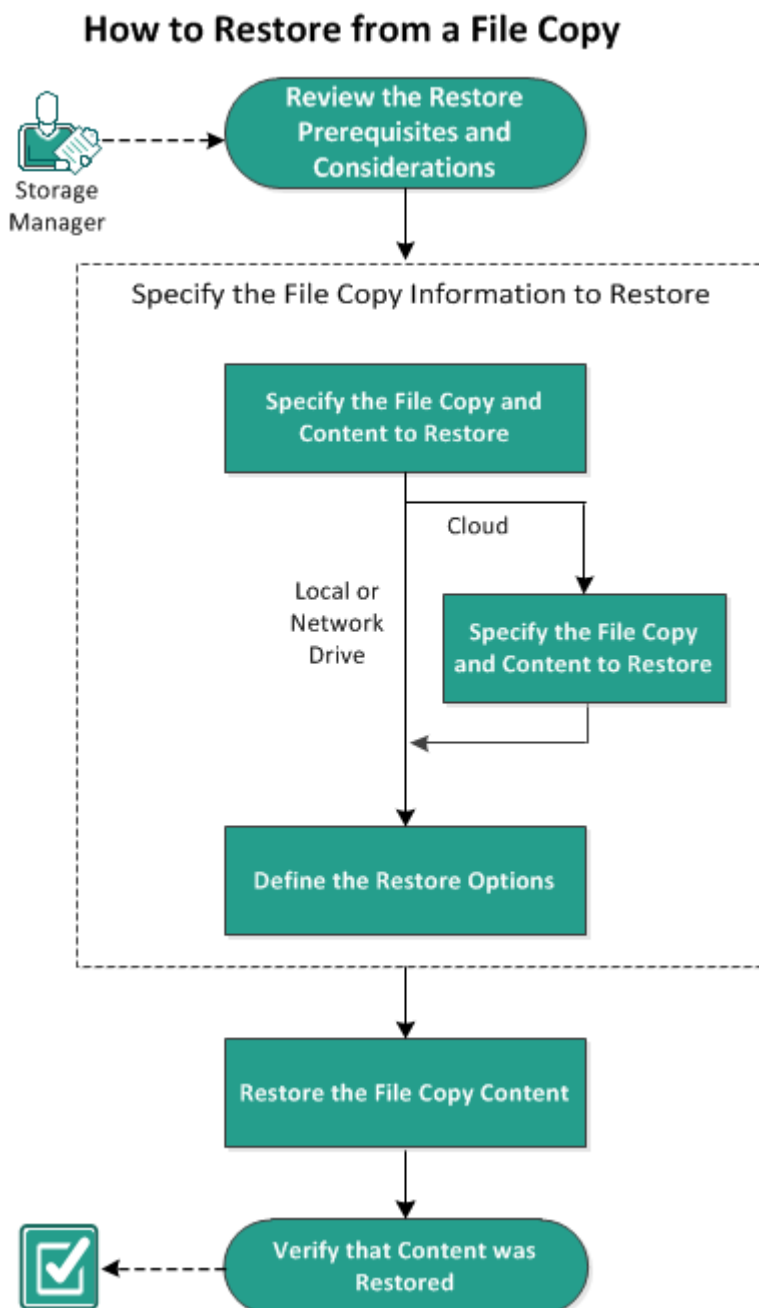 How to Restore from a File Copy
Review the Restore
Prerequisites and
Considerations
Storage
Manager
Specify the File Copy Information to Restore
Specify the File Copy and
Content to Restore
Cloud
Local or
Network
Drive
Specify the File Copy
and Content to Restore
Define the Restore Options
Restore the File Copy Content
Verify that Content was
Restored